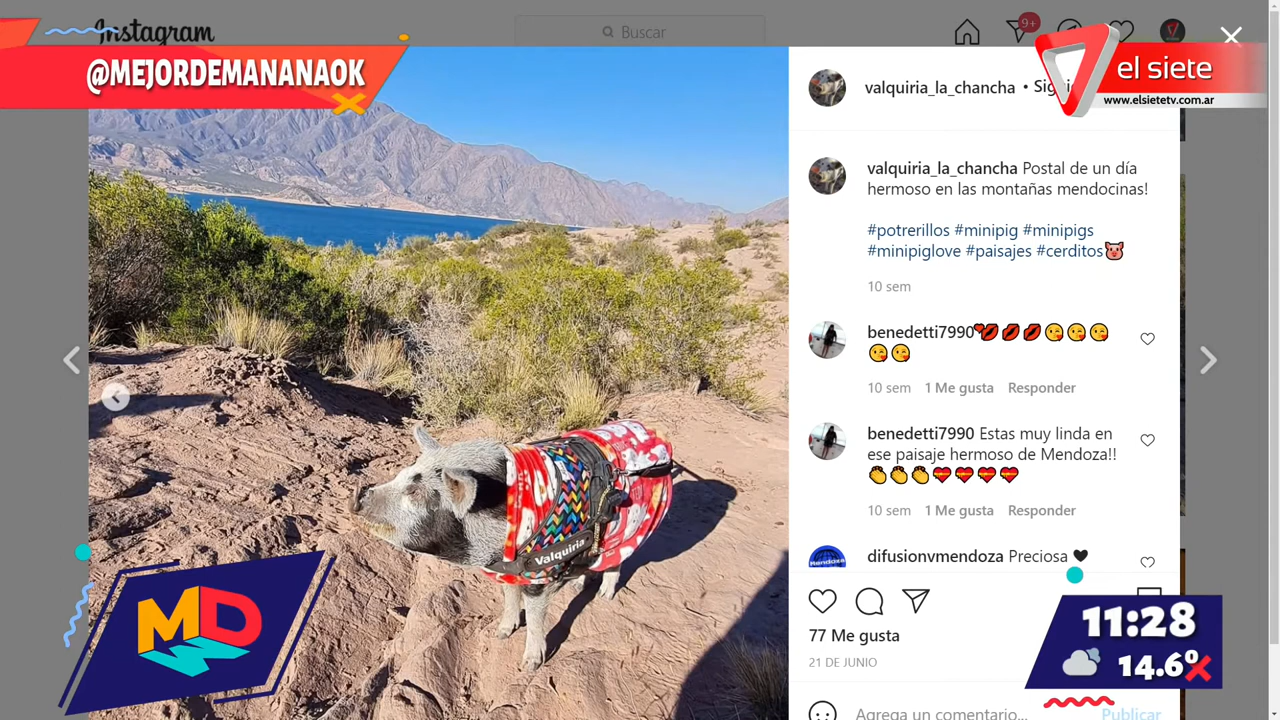 Instagram
Buscar
9+
@MEJORDEMANANAOK
el siete
www.elsietetv.com.ar
valquiria_la_chancha •
valquiria_la_chancha Postal de un día
hermoso en las montañas mendocinas!
#potrerillos #minipig #minipigs
#minipiglove #paisajes #cerditos🐷
10 sem
benedetti7990❤💋💋💋😘😘😘
😘😘
10 sem 1 Me gusta Responder
benedetti7990 Estas muy linda en
ese paisaje hermoso de Mendoza!!
👏👏👏💝💝💝💝
10 sem 1 Me gusta Responder
difusionvmendoza Preciosa 🖤
Mendoza
77 Me gusta
21 DE JUNIO
Agrega un comentario...
Publicar
Valquiria
MD
11:28
14.6º